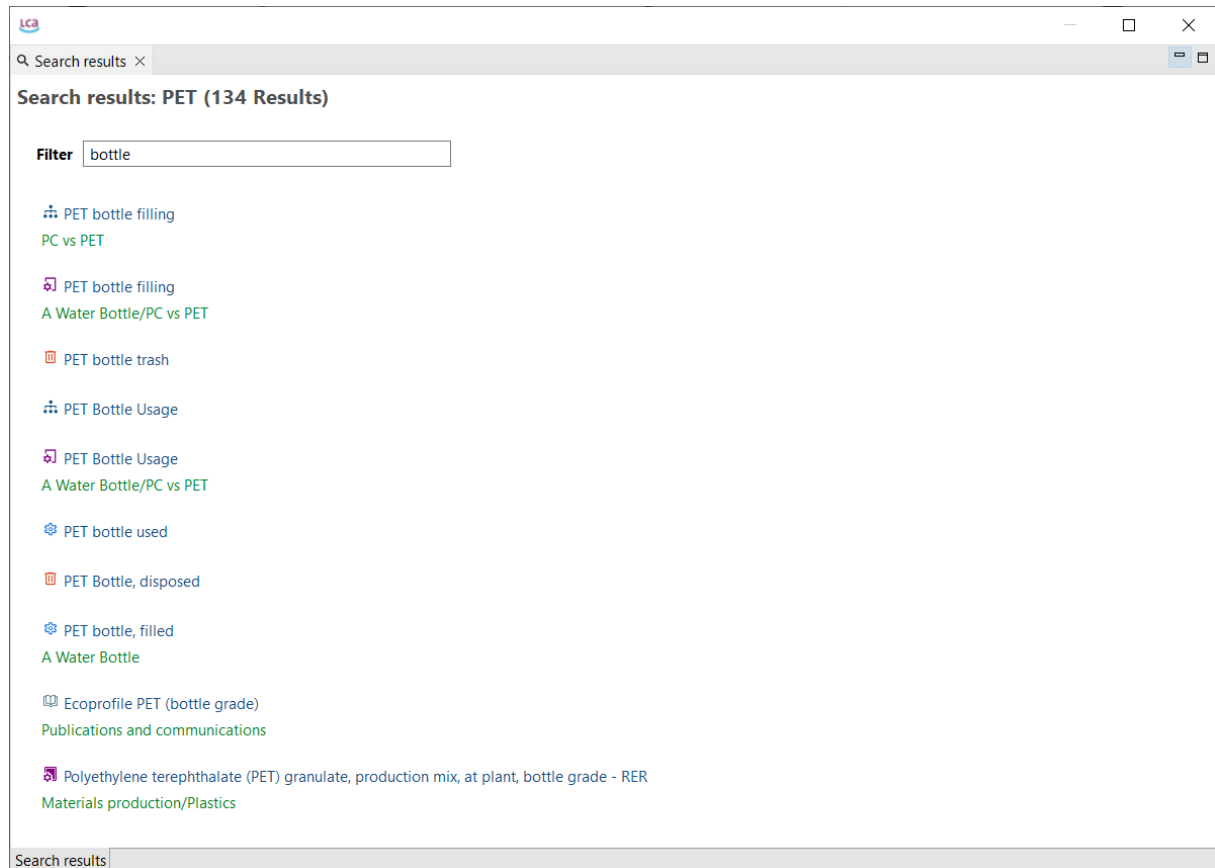 LCA
Search results
Search results: PET (134 Results)
Filter bottle
PET bottle filling
PC vs PET
PET bottle filling
A Water Bottle/PC vs PET
PET bottle trash
PET Bottle Usage
PET Bottle Usage
A Water Bottle/PC vs PET
PET bottle used
PET Bottle, disposed
PET bottle, filled
A Water Bottle
Ecoprofile PET (bottle grade)
Publications and communications
Polyethylene terephthalate (PET) granulate, production mix, at plant, bottle grade - RER
Materials production/Plastics
Search results